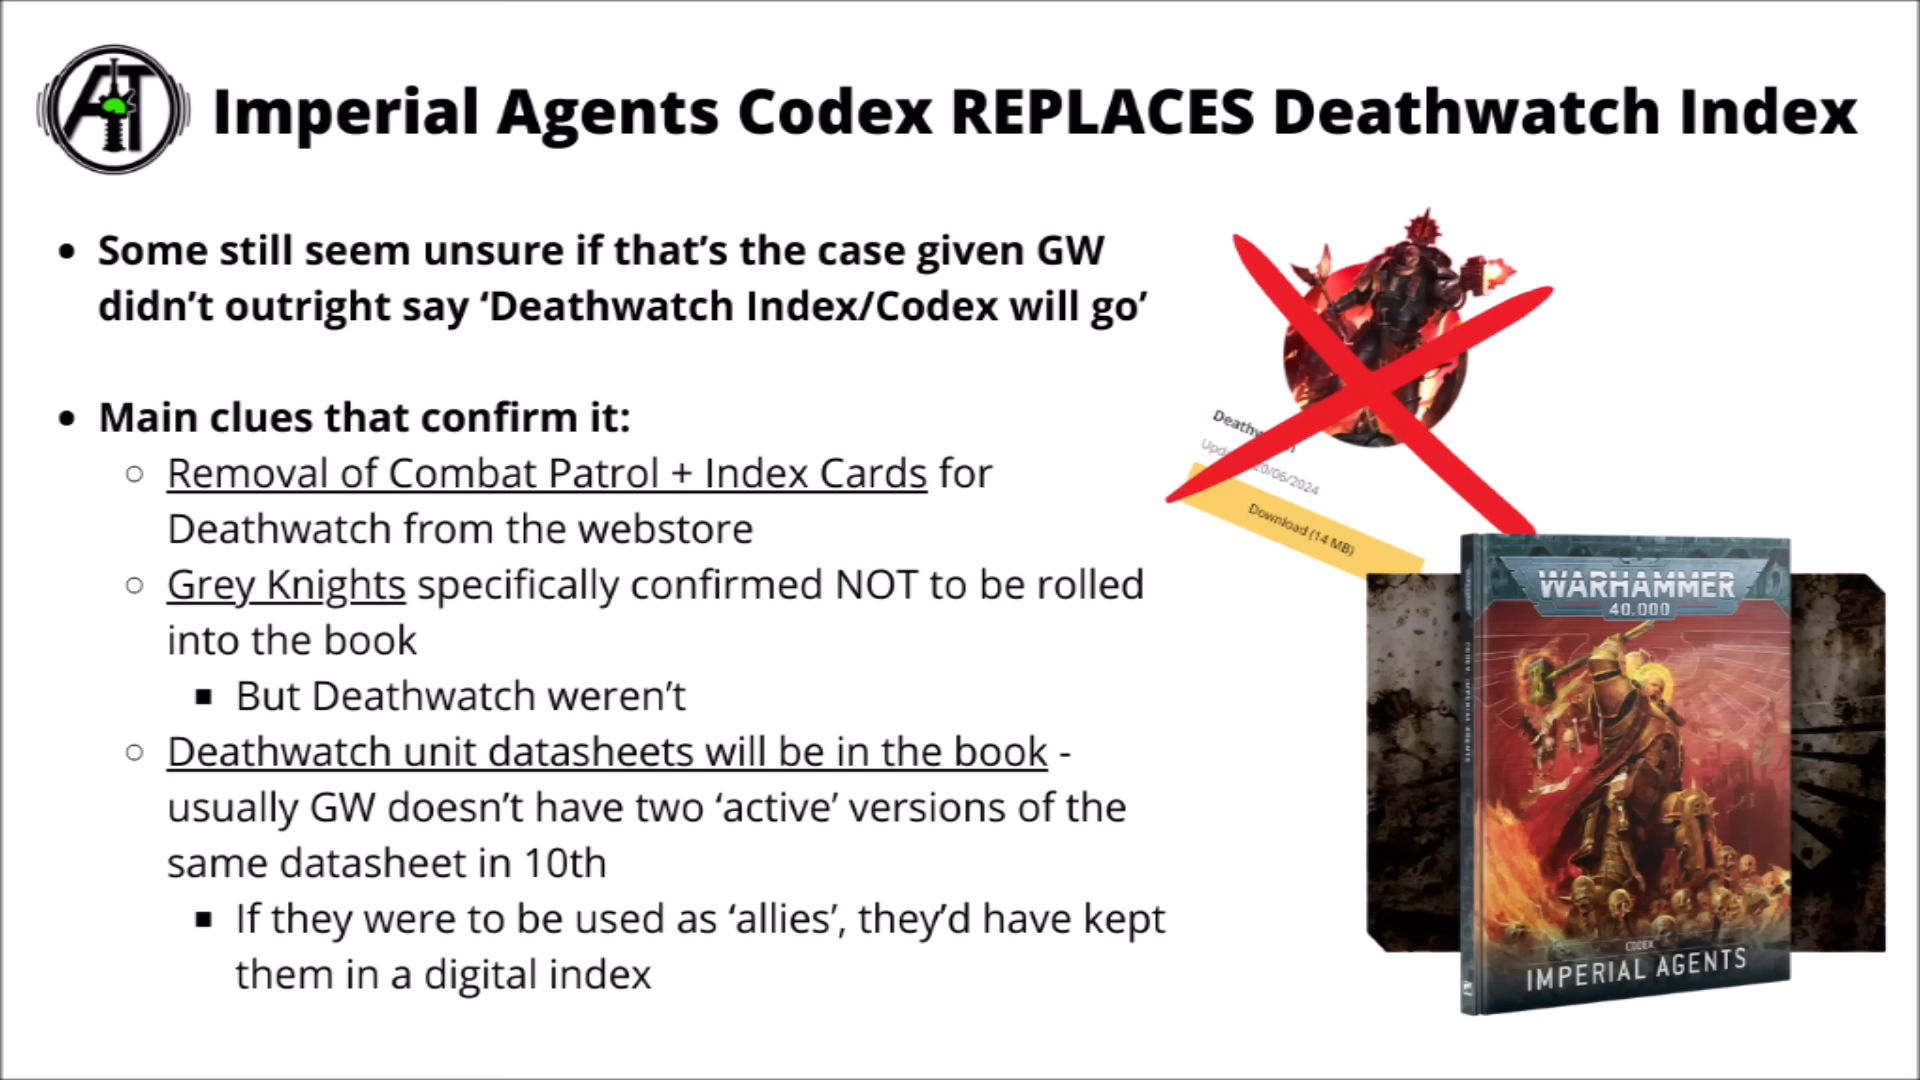 AT
Imperial Agents Codex REPLACES Deathwatch Index
• Some still seem unsure if that’s the case given GW
didn’t outright say ‘Deathwatch Index/Codex will go’
• Main clues that confirm it:
○ Removal of Combat Patrol + Index Cards for
Deathwatch from the webstore
○ Grey Knights specifically confirmed NOT to be rolled
into the book
■ But Deathwatch weren’t
○ Deathwatch unit datasheets will be in the book -
usually GW doesn’t have two ‘active’ versions of the
same datasheet in 10th
■ If they were to be used as ‘allies’, they’d have kept
them in a digital index
Download (14 MB)
WARHAMMER
40,000
CODEX
IMPERIAL AGENTS